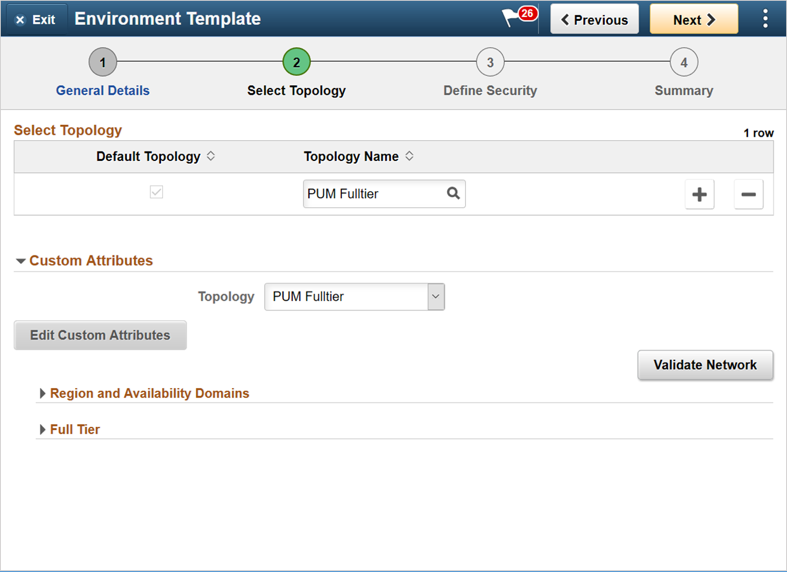 Exit
Environment Template
26
Previous
Next
1
2
3
4
General Details
Select Topology
Define Security
Summary
Select Topology
1 row
Default Topology
Topology Name
PUM Fulltier
Custom Attributes
Topology
PUM Fulltier
Edit Custom Attributes
Validate Network
Region and Availability Domains
Full Tier